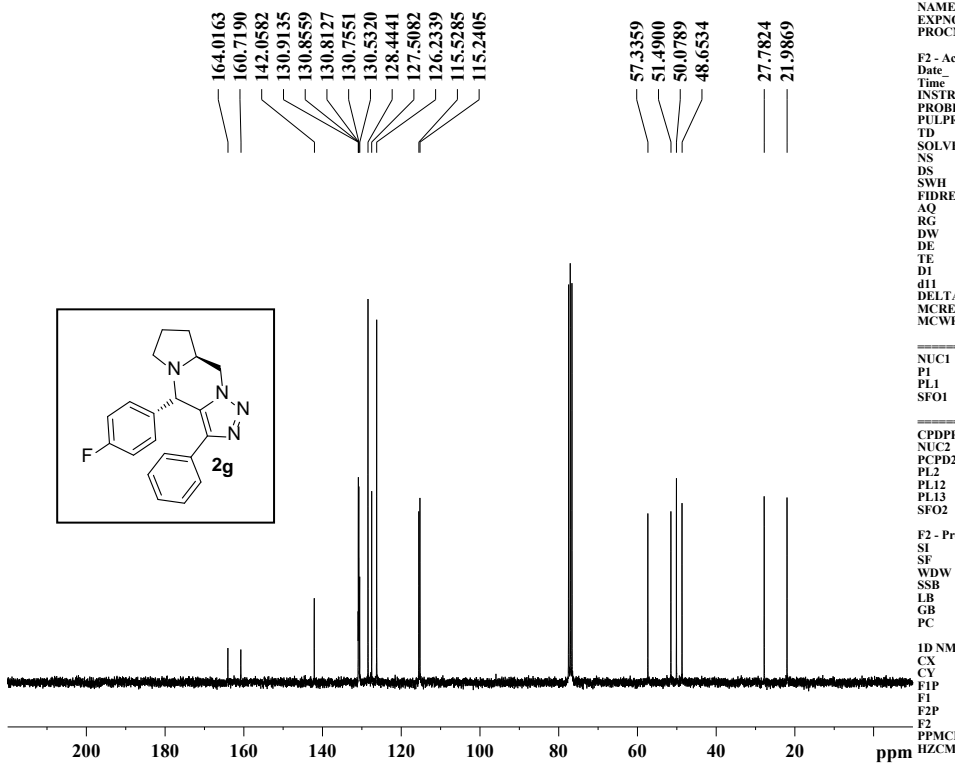 164.0163
160.7190
142.0582
130.9135
130.8559
130.8127
130.7551
130.5320
128.4441
127.5082
126.2339
115.5285
115.2405
57.3359
51.4900
50.0789
48.6534
27.7824
21.9869
N
N
N
N
F
2g
200 180 160 140 120 100 80 60 40 20 ppm
NAME
EXPNO
PROCN
F2 - Ac
Date_
Time
INSTR
PROBH
PULPR
TD
SOLVE
NS
DS
SWH
FIDRE
AQ
RG
DW
DE
TE
D1
d11
DELTA
MCRE
MCWR
======
NUC1
P1
PL1
SFO1
======
CPDPR
NUC2
PCPD2
PL2
PL12
PL13
SFO2
F2 - Pr
SI
SF
WDW
SSB
LB
GB
PC
1D NM
CX
CY
F1P
F1
F2P
F2
PPMCM
HZCM